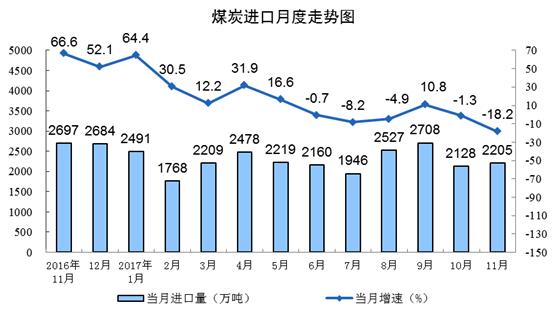 煤炭进口月度走势图
66.6 52.1 64.4 30.5 12.2 31.9 16.6 -0.7 -8.2 -4.9 10.8 -1.3 -18.2
5000 4500 4000 3500 3000 2500 2000 1500 1000 500 0
2697 2684 2491 1768 2209 2478 2219 2160 1946 2527 2708 2128 2205
70 50 30 10 -10 -30 -50 -70 -90 -110 -130 -150
2016年 12月 2017年 2月 3月 4月 5月 6月 7月 8月 9月 10月 11月
11月 1月
当月进口量（万吨） 当月增速（%）